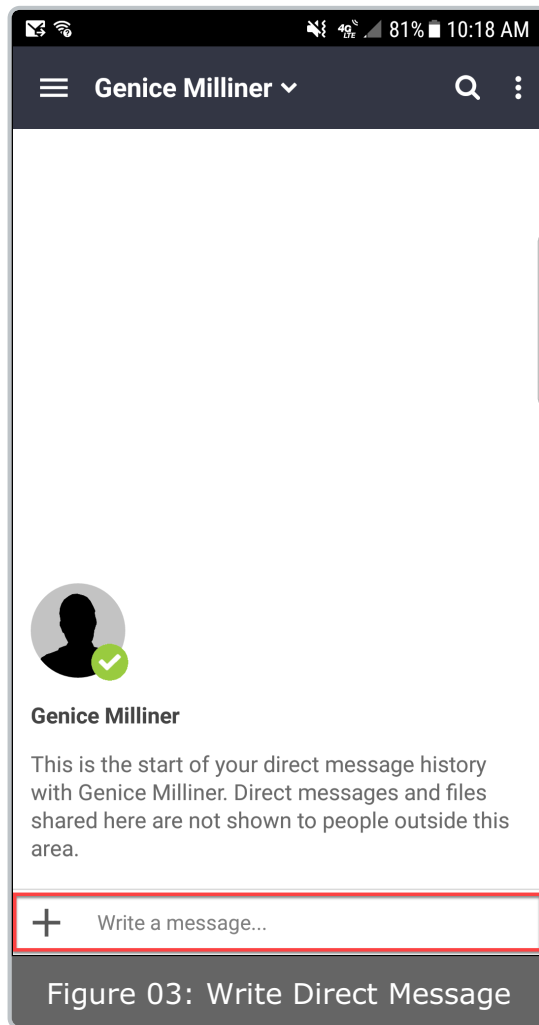 4G LTE 81% 10:18 AM
Genice Milliner
Genice Milliner
This is the start of your direct message history
with Genice Milliner. Direct messages and files
shared here are not shown to people outside this
area.
Write a message...
Figure 03: Write Direct Message